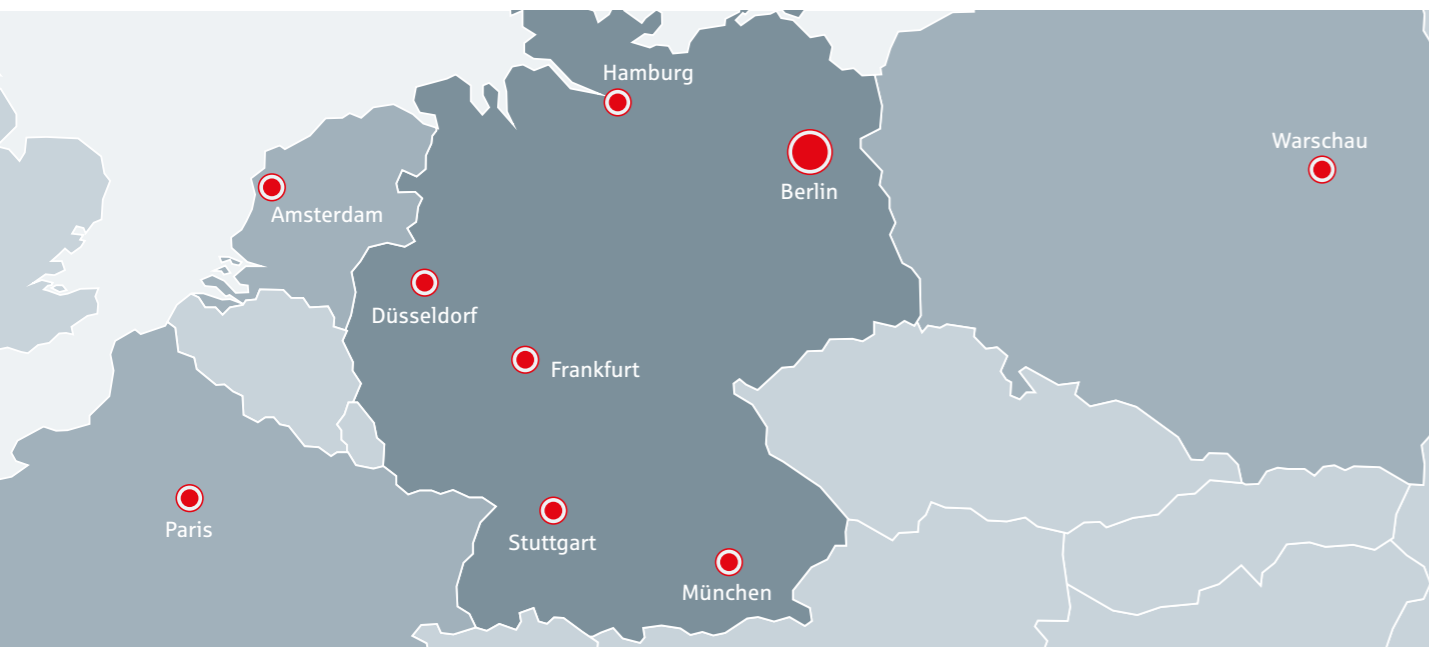 Hamburg
Warschau
Berlin
Amsterdam
Düsseldorf
Frankfurt
Paris
Stuttgart
München